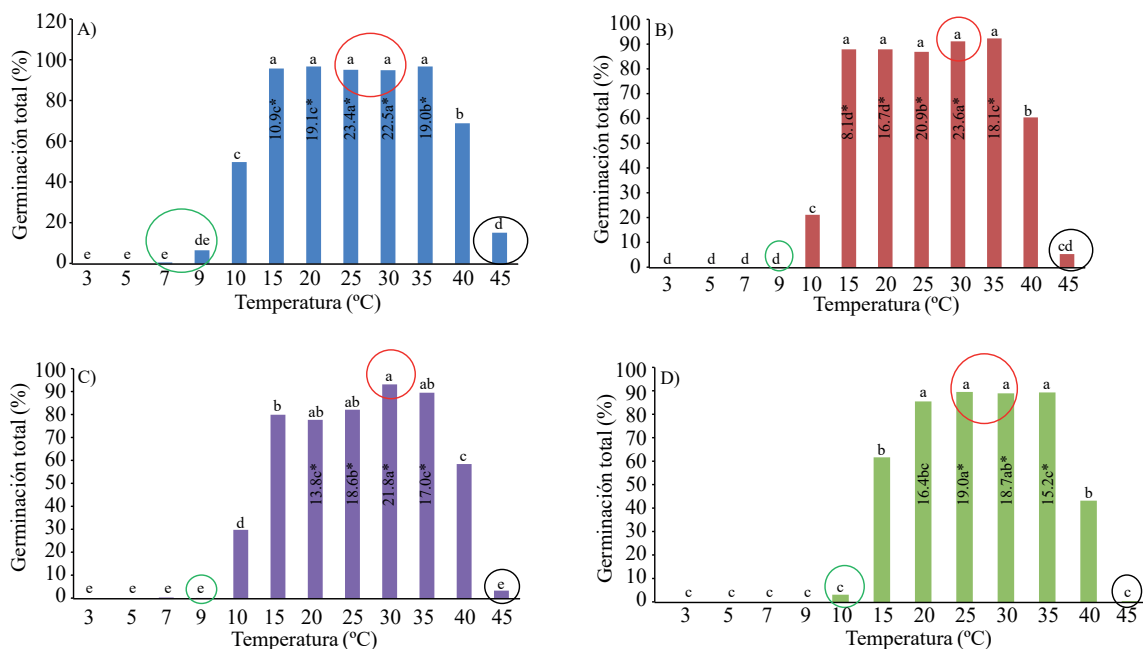 A)
Germinación total (%)
120
100
80
60
40
20
0
e e e de c a a a a a b d
10.9c* 19.1c* 23.4a* 22.5a* 19.0b*
3 5 7 9 10 15 20 25 30 35 40 45
Temperatura (ºC)
B)
Germinación total (%)
100
90
80
70
60
50
40
30
20
10
0
d d d d c a a a a a b cd
8.1d* 16.7d* 20.9b* 23.6a* 18.1c*
3 5 7 9 10 15 20 25 30 35 40 45
Temperatura (ºC)
C)
Germinación total (%)
100
90
80
70
60
50
40
30
20
10
0
e e e e d b ab ab a ab c e
13.8c* 18.6b* 21.8a* 17.0c*
3 5 7 9 10 15 20 25 30 35 40 45
Temperatura (ºC)
D)
Germinación total (%)
100
90
80
70
60
50
40
30
20
10
0
c c c c c b a a a a b c
16.4bc 19.0a* 18.7ab* 15.2c*
3 5 7 9 10 15 20 25 30 35 40 45
Temperatura (ºC)